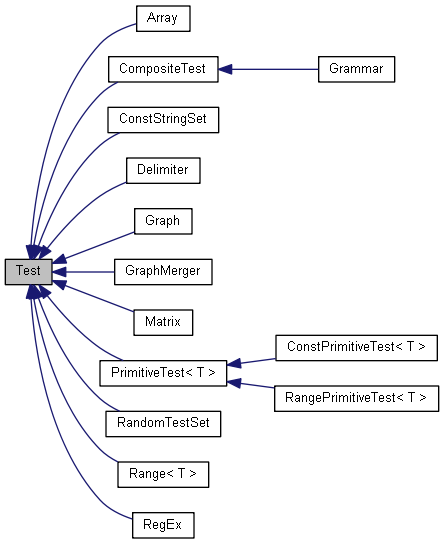 Array
CompositeTest
Grammar
ConstStringSet
Delimiter
Graph
Test
GraphMerger
Matrix
ConstPrimitiveTest< T >
PrimitiveTest< T >
RangePrimitiveTest< T >
RandomTestSet
Range< T >
RegEx